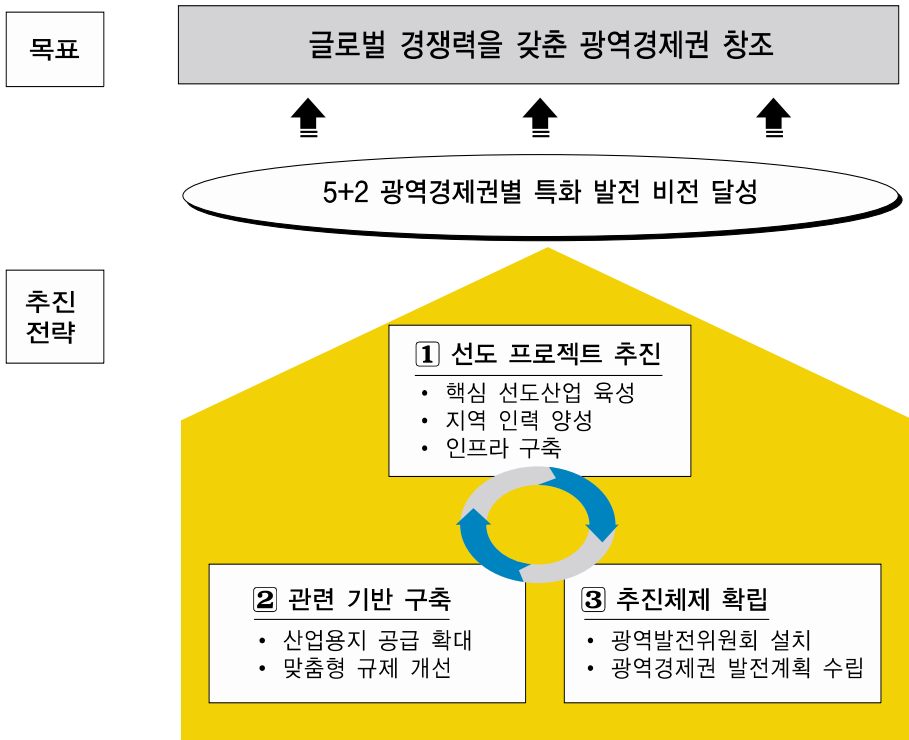 목표
글로벌 경쟁력을 갖춘 광역경제권 창조
5+2 광역경제권별 특화 발전 비전 달성
추진
전략
1 선도 프로젝트 추진
• 핵심 선도산업 육성
• 지역 인력 양성
• 인프라 구축
2 관련 기반 구축
• 산업용지 공급 확대
• 맞춤형 규제 개선
3 추진체제 확립
• 광역발전위원회 설치
• 광역경제권 발전계획 수립